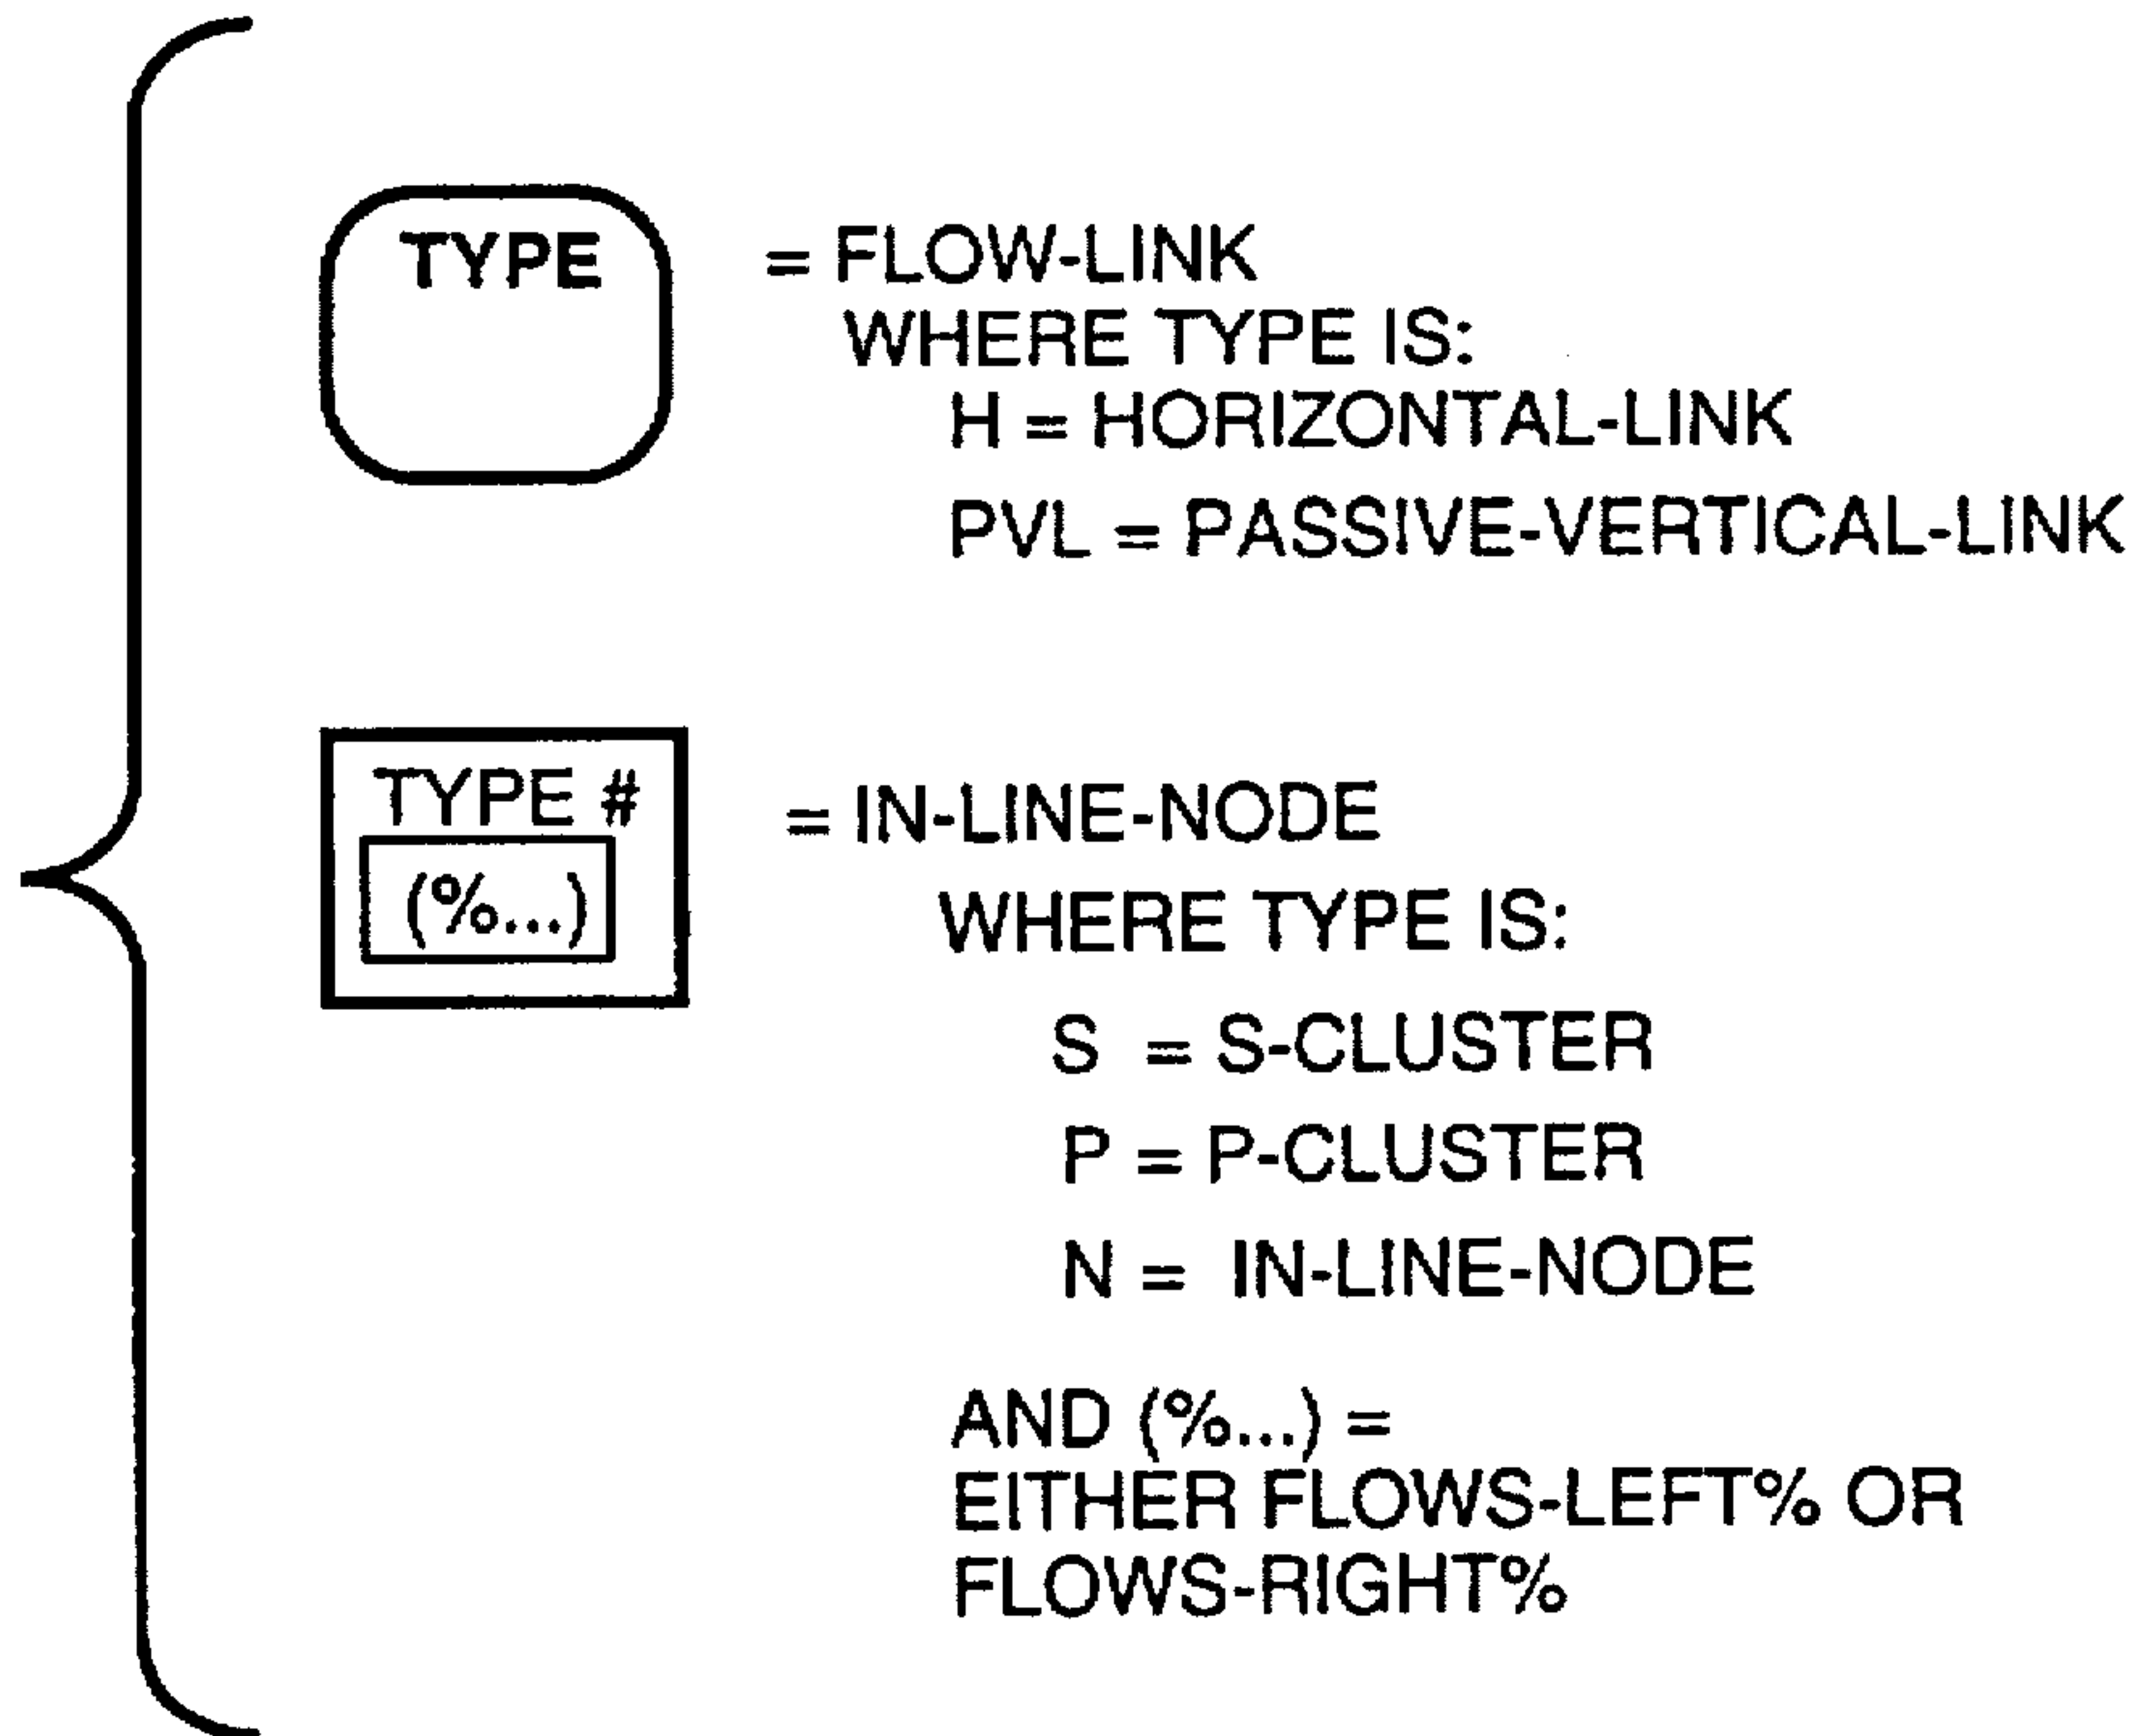 TYPE
= FLOW-LINK
WHERE TYPE IS:
H = HORIZONTAL-LINK
PVL = PASSIVE-VERTICAL-LINK
TYPE #
(%...)
= IN-LINE-NODE
WHERE TYPE IS:
S = S-CLUSTER
P = P-CLUSTER
N = IN-LINE-NODE
AND (%...) =
EITHER FLOWS-LEFT% OR
FLOWS-RIGHT%